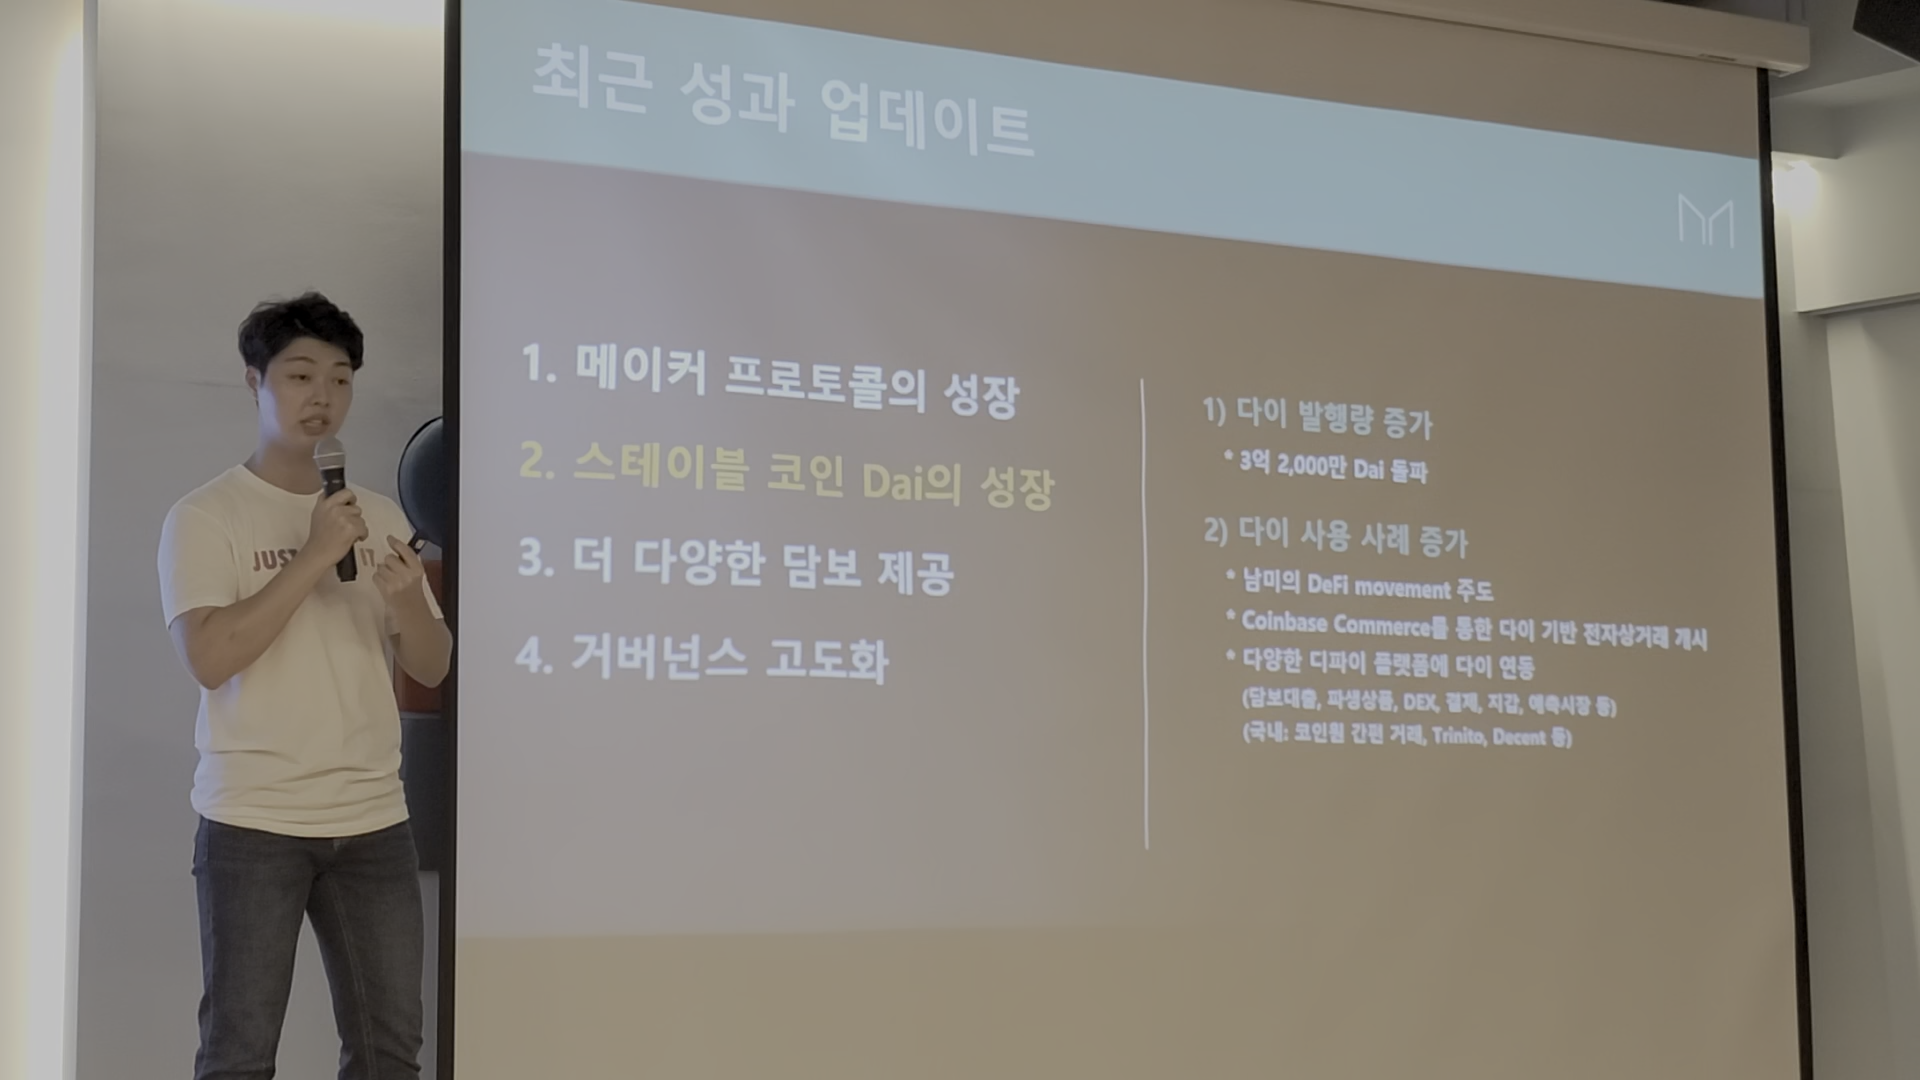 최근 성과 업데이트
1. 메이커 프로토콜의 성장
2. 스테이블 코인 Dai의 성장
3. 더 다양한 담보 제공
4. 거버넌스 고도화
1) 다이 발행량 증가
* 3억 2,000만 Dai 돌파
2) 다이 사용 사례 증가
* 남미의 DeFi movement 주도
* Coinbase Commerce를 통한 다이 기반 전자상거래 개시
* 다양한 디파이 플랫폼에 다이 연동
(담보대출, 파생상품, DEX, 결제, 지갑, 예측시장 등)
(국내: 코인원 간편 거래, Trinito, Decent 등)
JUST IT